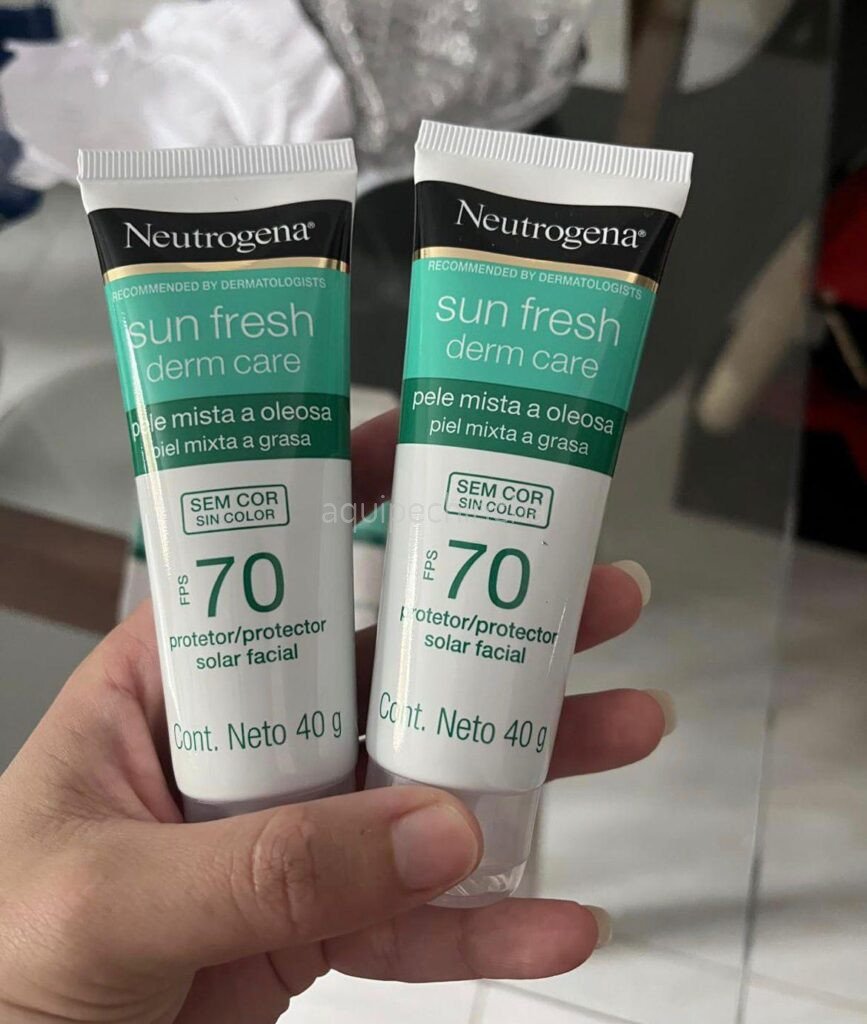 Neutrogena®
RECOMMENDED BY DERMATOLOGISTS
sun fresh
derm care
pele mista a oleosa
piel mixta a grasa
SEM COR
SIN COLOR
FPS 70
protetor/protector
solar facial
Cont. Neto 40 g
Neutrogena®
RECOMMENDED BY DERMATOLOGISTS
sun fresh
derm care
pele mista a oleosa
piel mixta a grasa
SEM COR
SIN COLOR
FPS 70
protetor/protector
solar facial
Cont. Neto 40 g